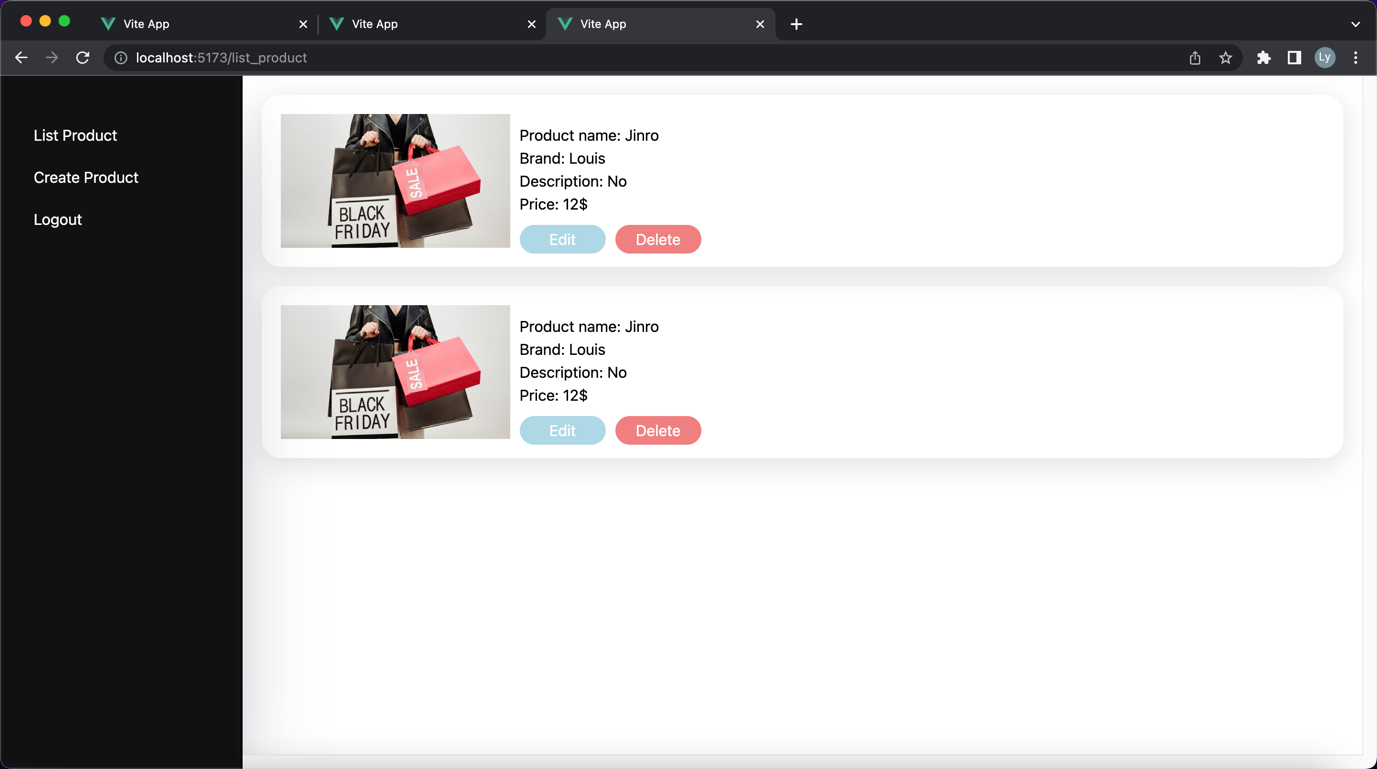 Vite App
Vite App
Vite App
localhost:5173/list_product
Ly
List Product
Create Product
Logout
SALE
BLACK
FRIDAY
Product name: Jinro
Brand: Louis
Description: No
Price: 12$
Edit
Delete
SALE
BLACK
FRIDAY
Product name: Jinro
Brand: Louis
Description: No
Price: 12$
Edit
Delete